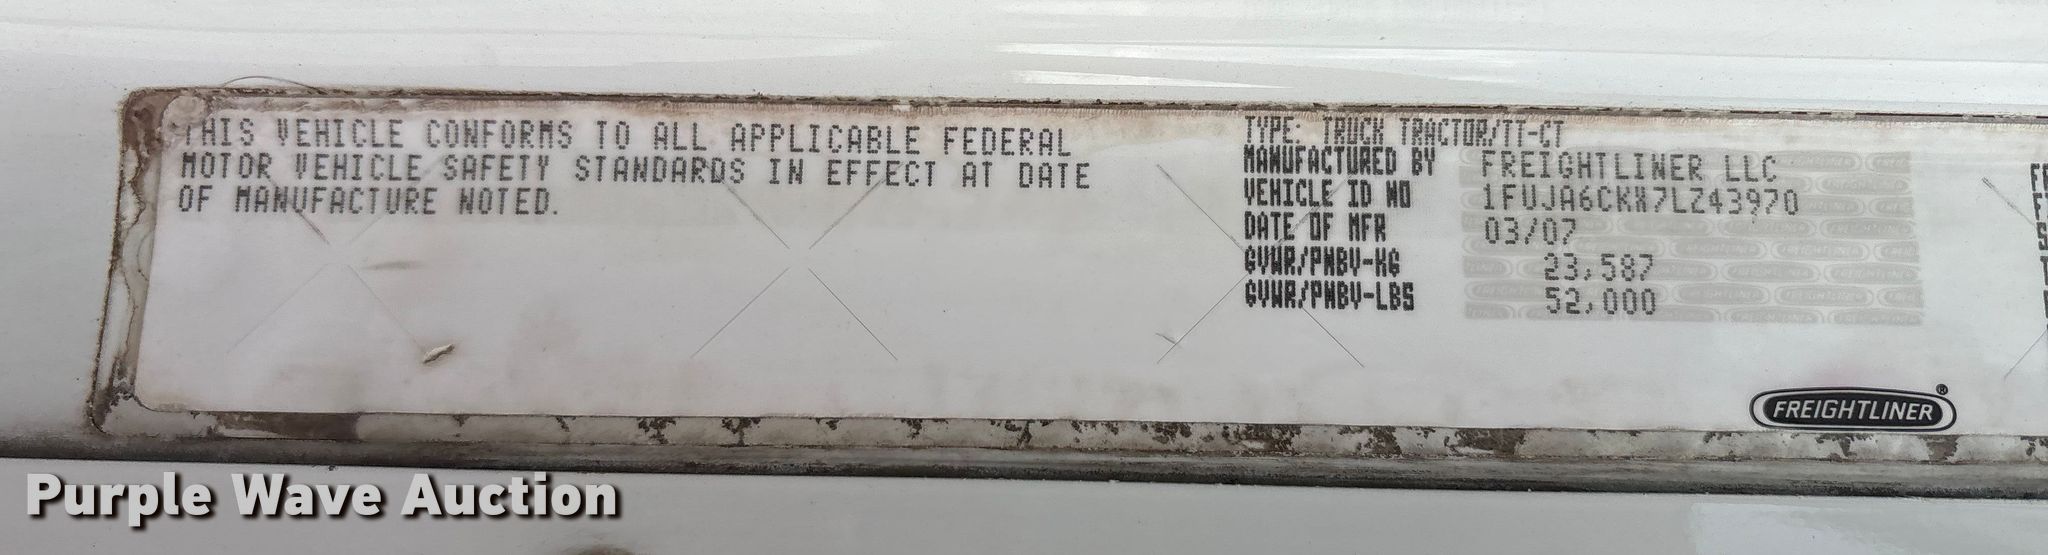 THIS VEHICLE CONFORMS TO ALL APPLICABLE FEDERAL
MOTOR VEHICLE SAFETY STANDARDS IN EFFECT AT DATE
OF MANUFACTURE NOTED.
TYPE: TRUCK TRACTOR/TT-CT
MANUFACTURED BY FREIGHTLINER LLC
VEHICLE ID NO 1FUJA6CKX7LZ43970
DATE OF MFR 03/07
GVWR/PNBV-KG 23,587
GVWR/PNBV-LBS 52,000
FREIGHTLINER®
Purple Wave Auction